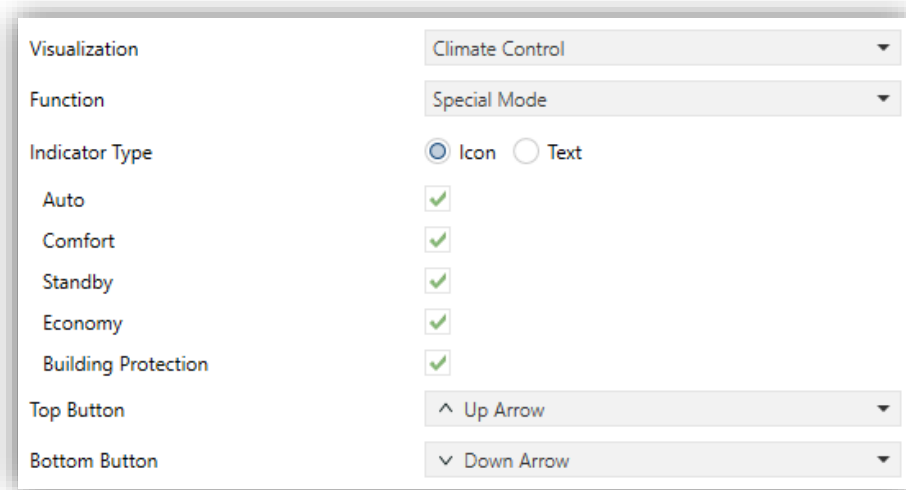 Visualization Climate Control
Function Special Mode
Indicator Type Icon Text
Auto
Comfort
Standby
Economy
Building Protection
Top Button Up Arrow
Bottom Button Down Arrow